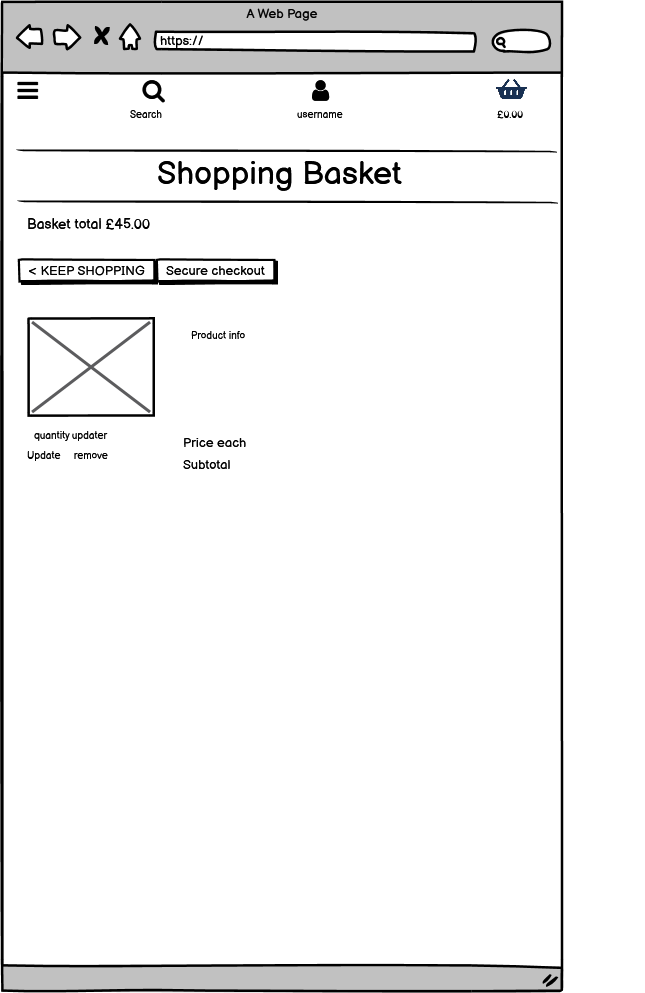 A Web Page
https://
Search
username
£0.00
Shopping Basket
Basket total £45.00
< KEEP SHOPPING
Secure checkout
Product info
quantity updater
Update remove
Price each
Subtotal